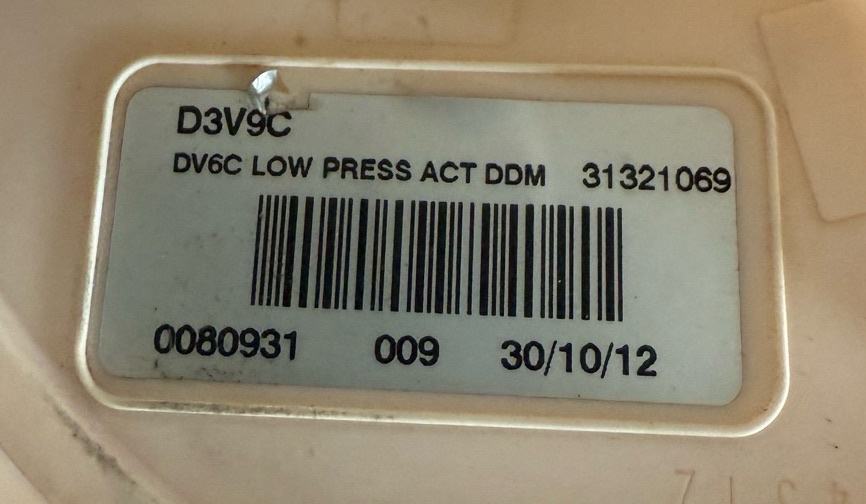 D3V9C
DV6C LOW PRESS ACT DDM 31321069
0080931 009 30/10/12